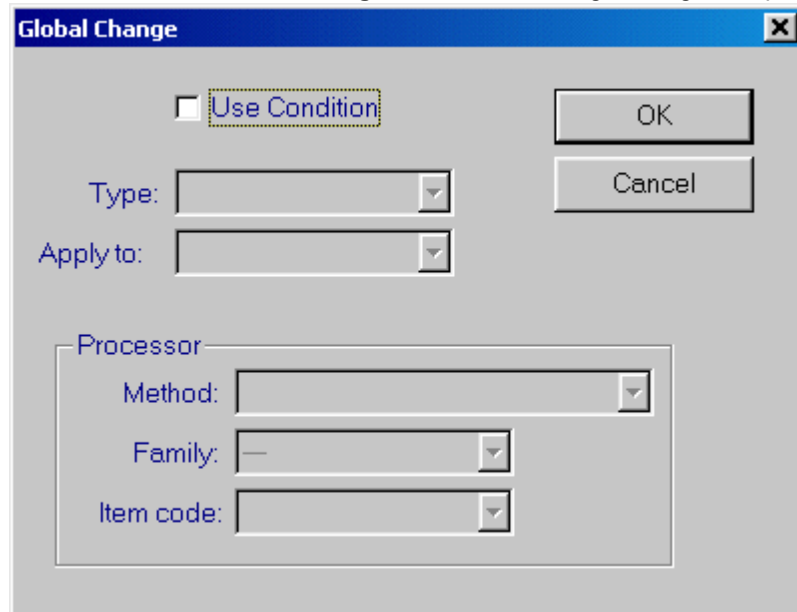 Global Change
Use Condition
OK
Cancel
Type:
Apply to:
Processor
Method:
Family: —
Item code: